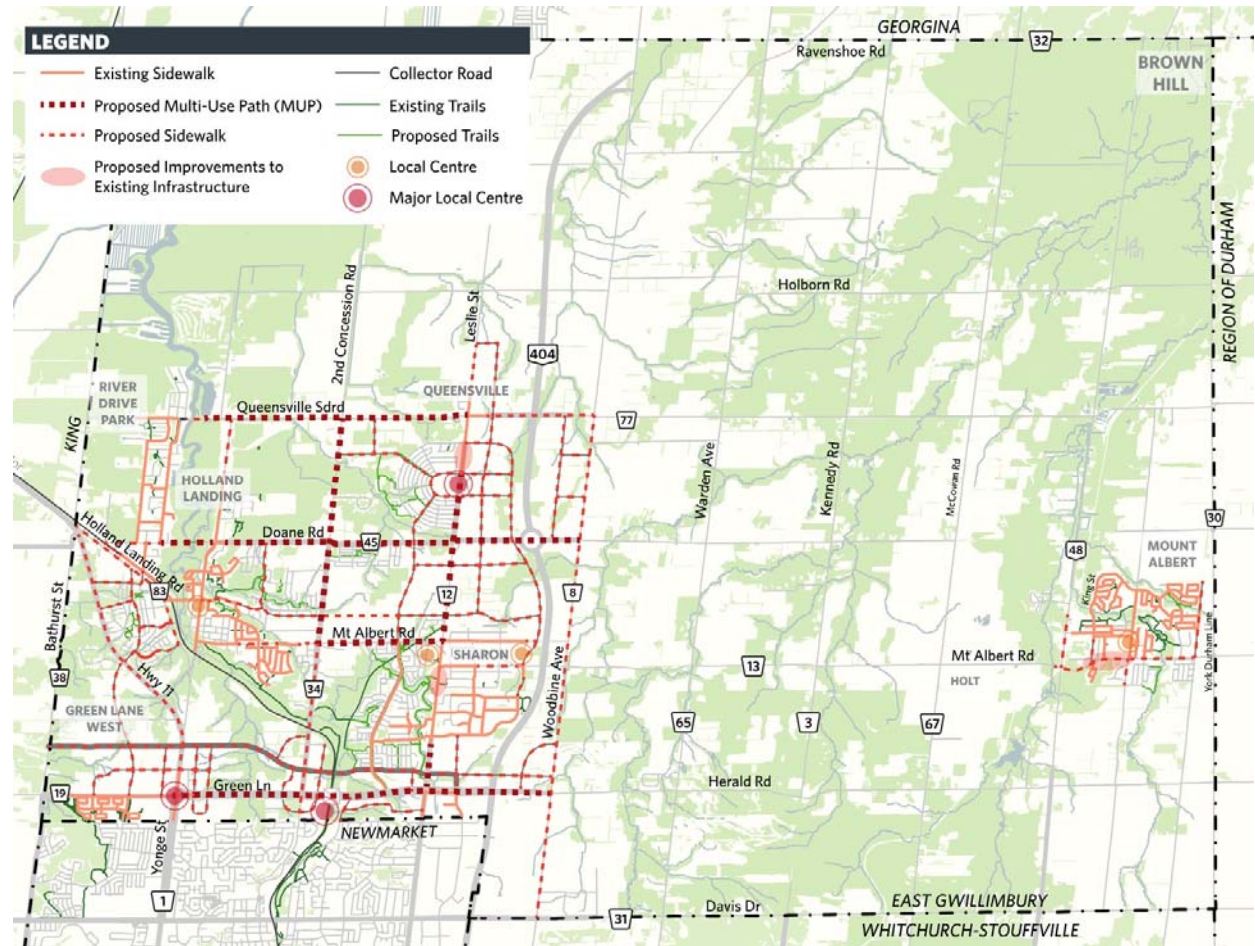 LEGEND
Existing Sidewalk
Proposed Multi-Use Path (MUP)
Proposed Sidewalk
Proposed Improvements to
Existing Infrastructure
Collector Road
Existing Trails
Proposed Trails
Local Centre
Major Local Centre
GEORGINA
32
Ravenshoe Rd
BROWN
HILL
REGION OF DURHAM
Holborn Rd
2nd Concession Rd
Leslie St
404
RIVER
DRIVE
PARK
QUEENSVILLE
Queensville Sdrd
77
KING
HOLLAND
LANDING
Warden Ave
Kennedy Rd
McCowan Rd
Doane Rd
45
30
Holland Landing Rd
83
48
MOUNT
ALBERT
King St
12
8
Bathurst St
Mt Albert Rd
SHARON
13
Mt Albert Rd
HOLT
York Durham Line
38
Hwy 11
34
GREEN LANE
WEST
Woodbine Ave
65
3
67
19
Green Ln
Herald Rd
NEWMARKET
Yonge St
1
31
Davis Dr
EAST GWILLIMBURY
WHITCHURCH-STOUFFVILLE